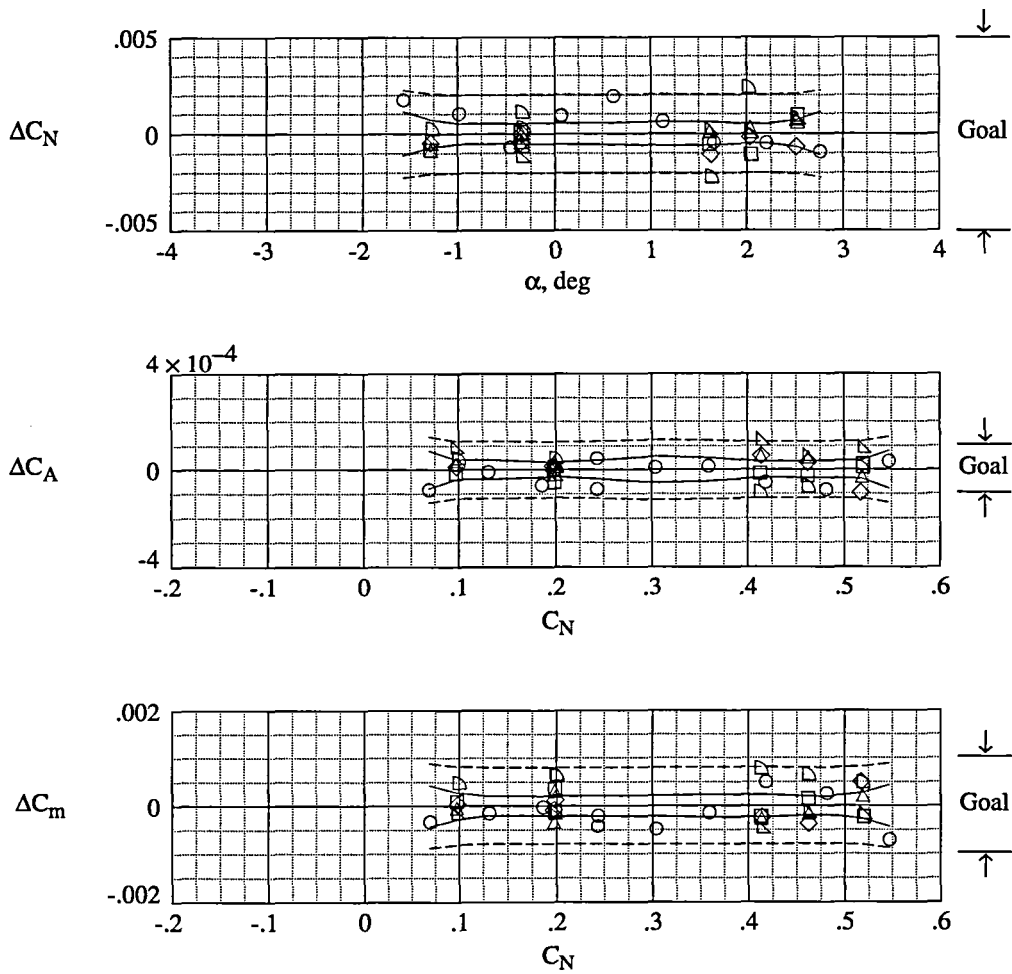 .005
ΔC_N
0
Goal
-.005
-4 -3 -2 -1 0 1 2 3 4
α, deg
4 × 10⁻⁴
ΔC_A
0
Goal
-4
-.2 -.1 0 .1 .2 .3 .4 .5 .6
C_N
.002
ΔC_m
0
Goal
-.002
-.2 -.1 0 .1 .2 .3 .4 .5 .6
C_N